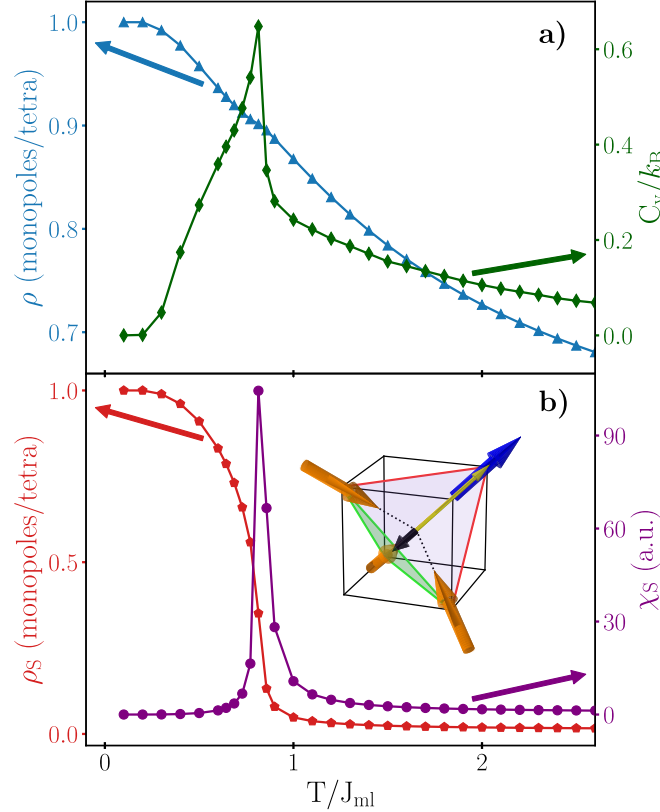 a)
1.0
0.9
0.8
0.7
ρ (monopoles/tetra)
0.6
0.4
0.2
0.0
C_v/k_B
b)
1.0
0.5
0.0
ρ_S (monopoles/tetra)
90
60
30
0
χ_S (a.u.)
0 1 2
T/J_ml